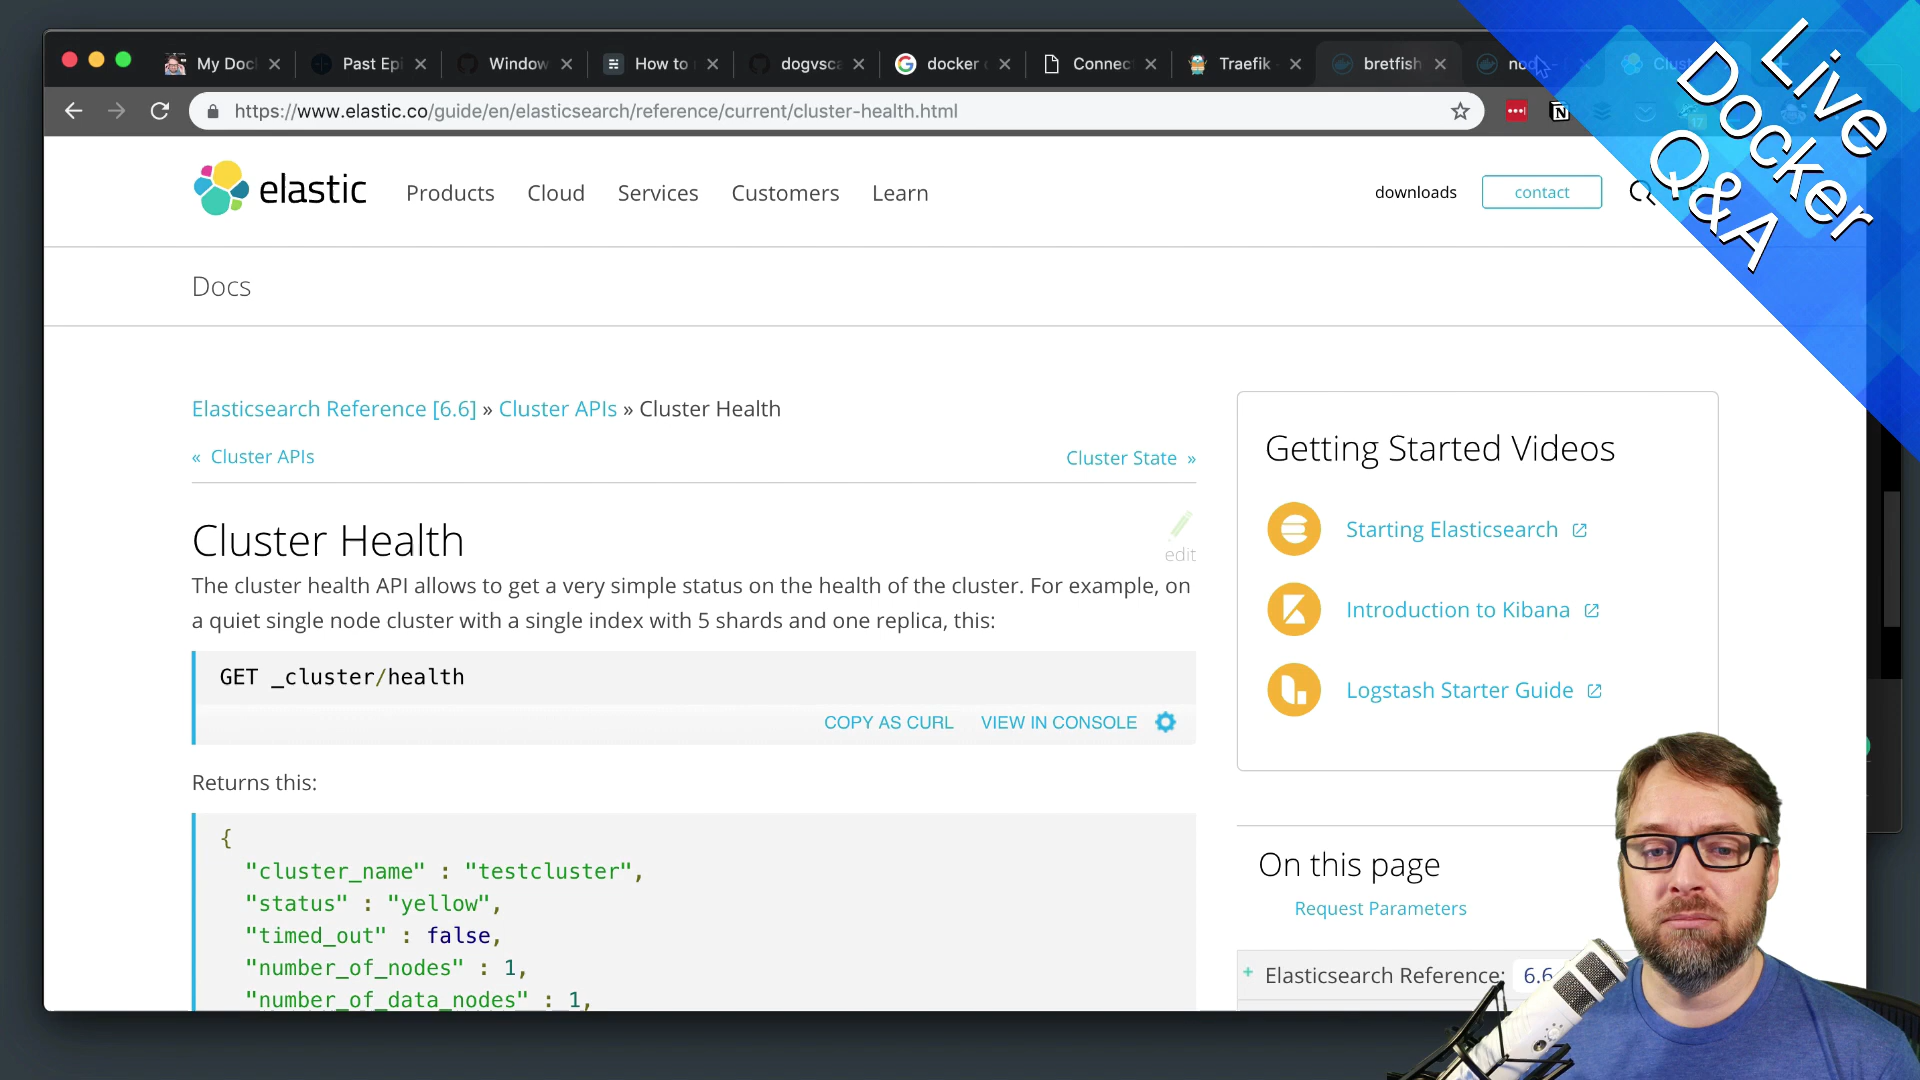 My Doc
Past Epi
Window
How to
dogvsca
docker
Connec
Traefik
bretfish
https://www.elastic.co/guide/en/elasticsearch/reference/current/cluster-health.html
Live
Docker
Q&A
elastic
Products
Cloud
Services
Customers
Learn
downloads
contact
Docs
Elasticsearch Reference [6.6] » Cluster APIs » Cluster Health
« Cluster APIs
Cluster State »
Cluster Health
edit
The cluster health API allows to get a very simple status on the health of the cluster. For example, on
a quiet single node cluster with a single index with 5 shards and one replica, this:
GET _cluster/health
COPY AS CURL
VIEW IN CONSOLE
Returns this:
{
"cluster_name" : "testcluster",
"status" : "yellow",
"timed_out" : false,
"number_of_nodes" : 1,
"number_of_data_nodes" : 1,
Getting Started Videos
Starting Elasticsearch
Introduction to Kibana
Logstash Starter Guide
On this page
Request Parameters
+ Elasticsearch Reference: 6.6